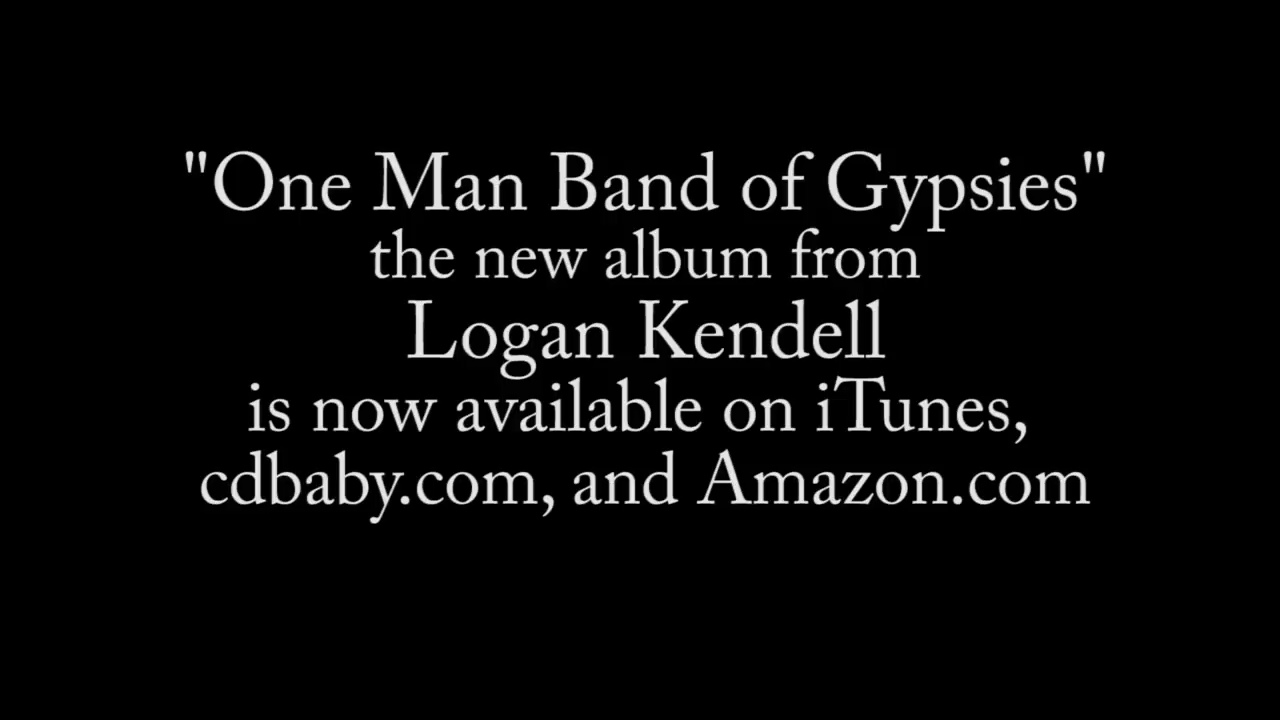 "One Man Band of Gypsies"
the new album from
Logan Kendell
is now available on iTunes,
cdbaby.com, and Amazon.com